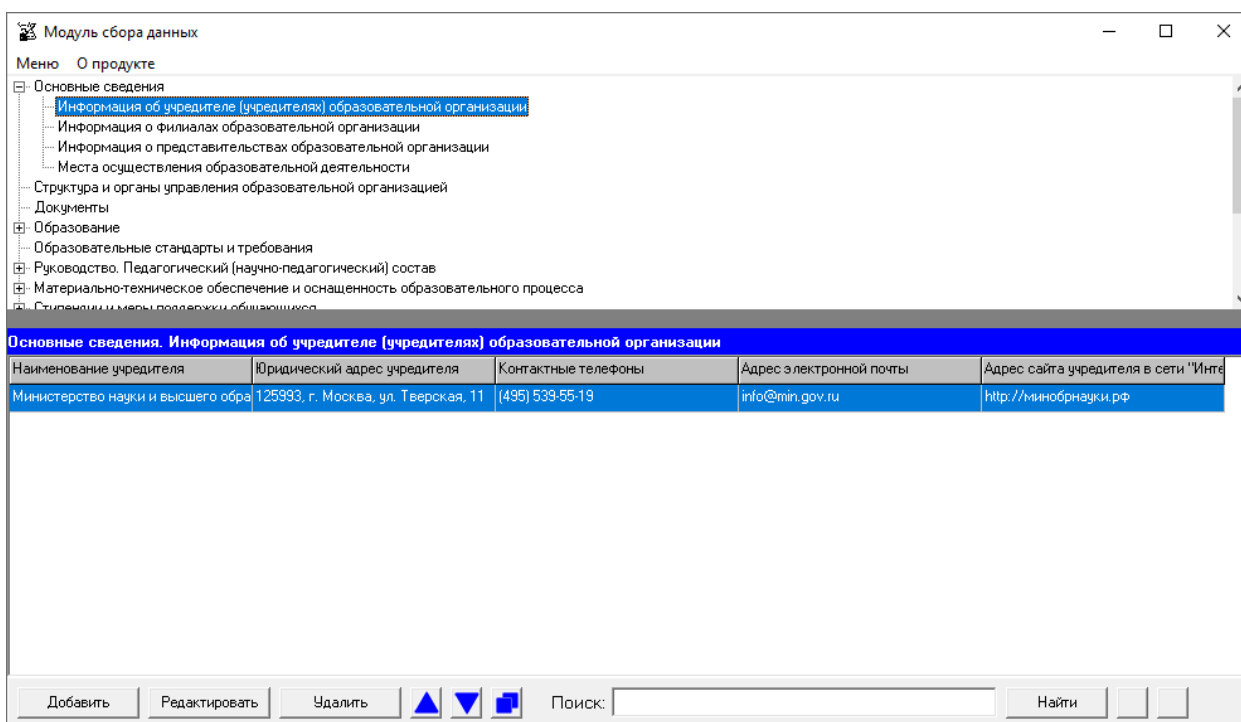 Модуль сбора данных
Меню О продукте
Основные сведения
Информация об учредителе (учредителях) образовательной организации
Информация о филиалах образовательной организации
Информация о представительствах образовательной организации
Места осуществления образовательной деятельности
Структура и органы управления образовательной организацией
Документы
Образование
Образовательные стандарты и требования
Руководство. Педагогический (научно-педагогический) состав
Материально-техническое обеспечение и оснащенность образовательного процесса
Стипендии и меры поддержки обучающихся
Основные сведения. Информация об учредителе (учредителях) образовательной организации
Наименование учредителя Юридический адрес учредителя Контактные телефоны Адрес электронной почты Адрес сайта учредителя в сети "Инте
Министерство науки и высшего обра 125993, г. Москва, ул. Тверская, 11 (495) 539-55-19 info@min.gov.ru http://минобрнауки.рф
Добавить Редактировать Удалить Поиск: Найти